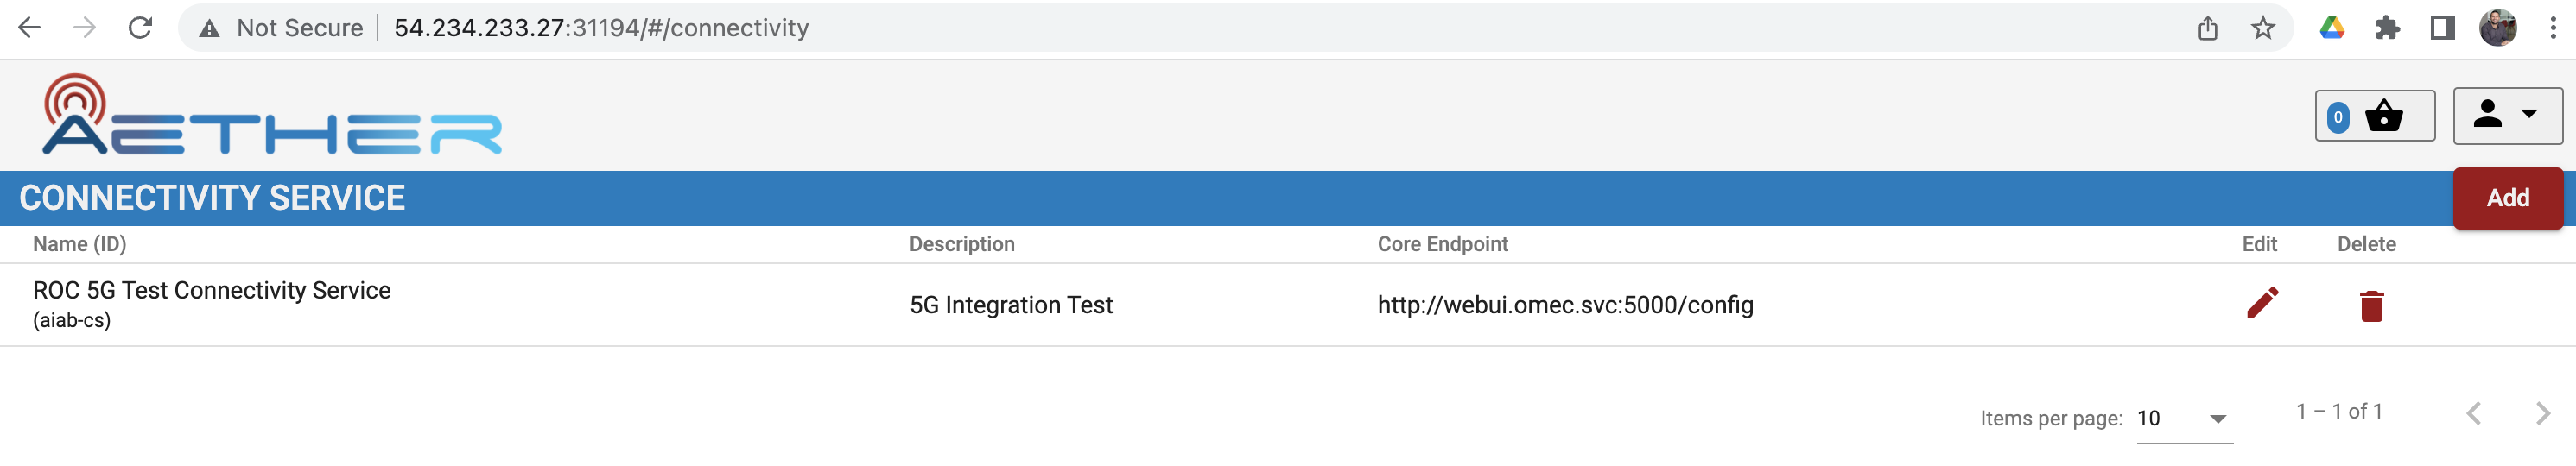 Not Secure 54.234.233.27:31194/#/connectivity
AETHER
0
CONNECTIVITY SERVICE
Add
Name (ID) Description Core Endpoint Edit Delete
ROC 5G Test Connectivity Service
(aiab-cs)
5G Integration Test
http://webui.omec.svc:5000/config
Items per page: 10 1 – 1 of 1